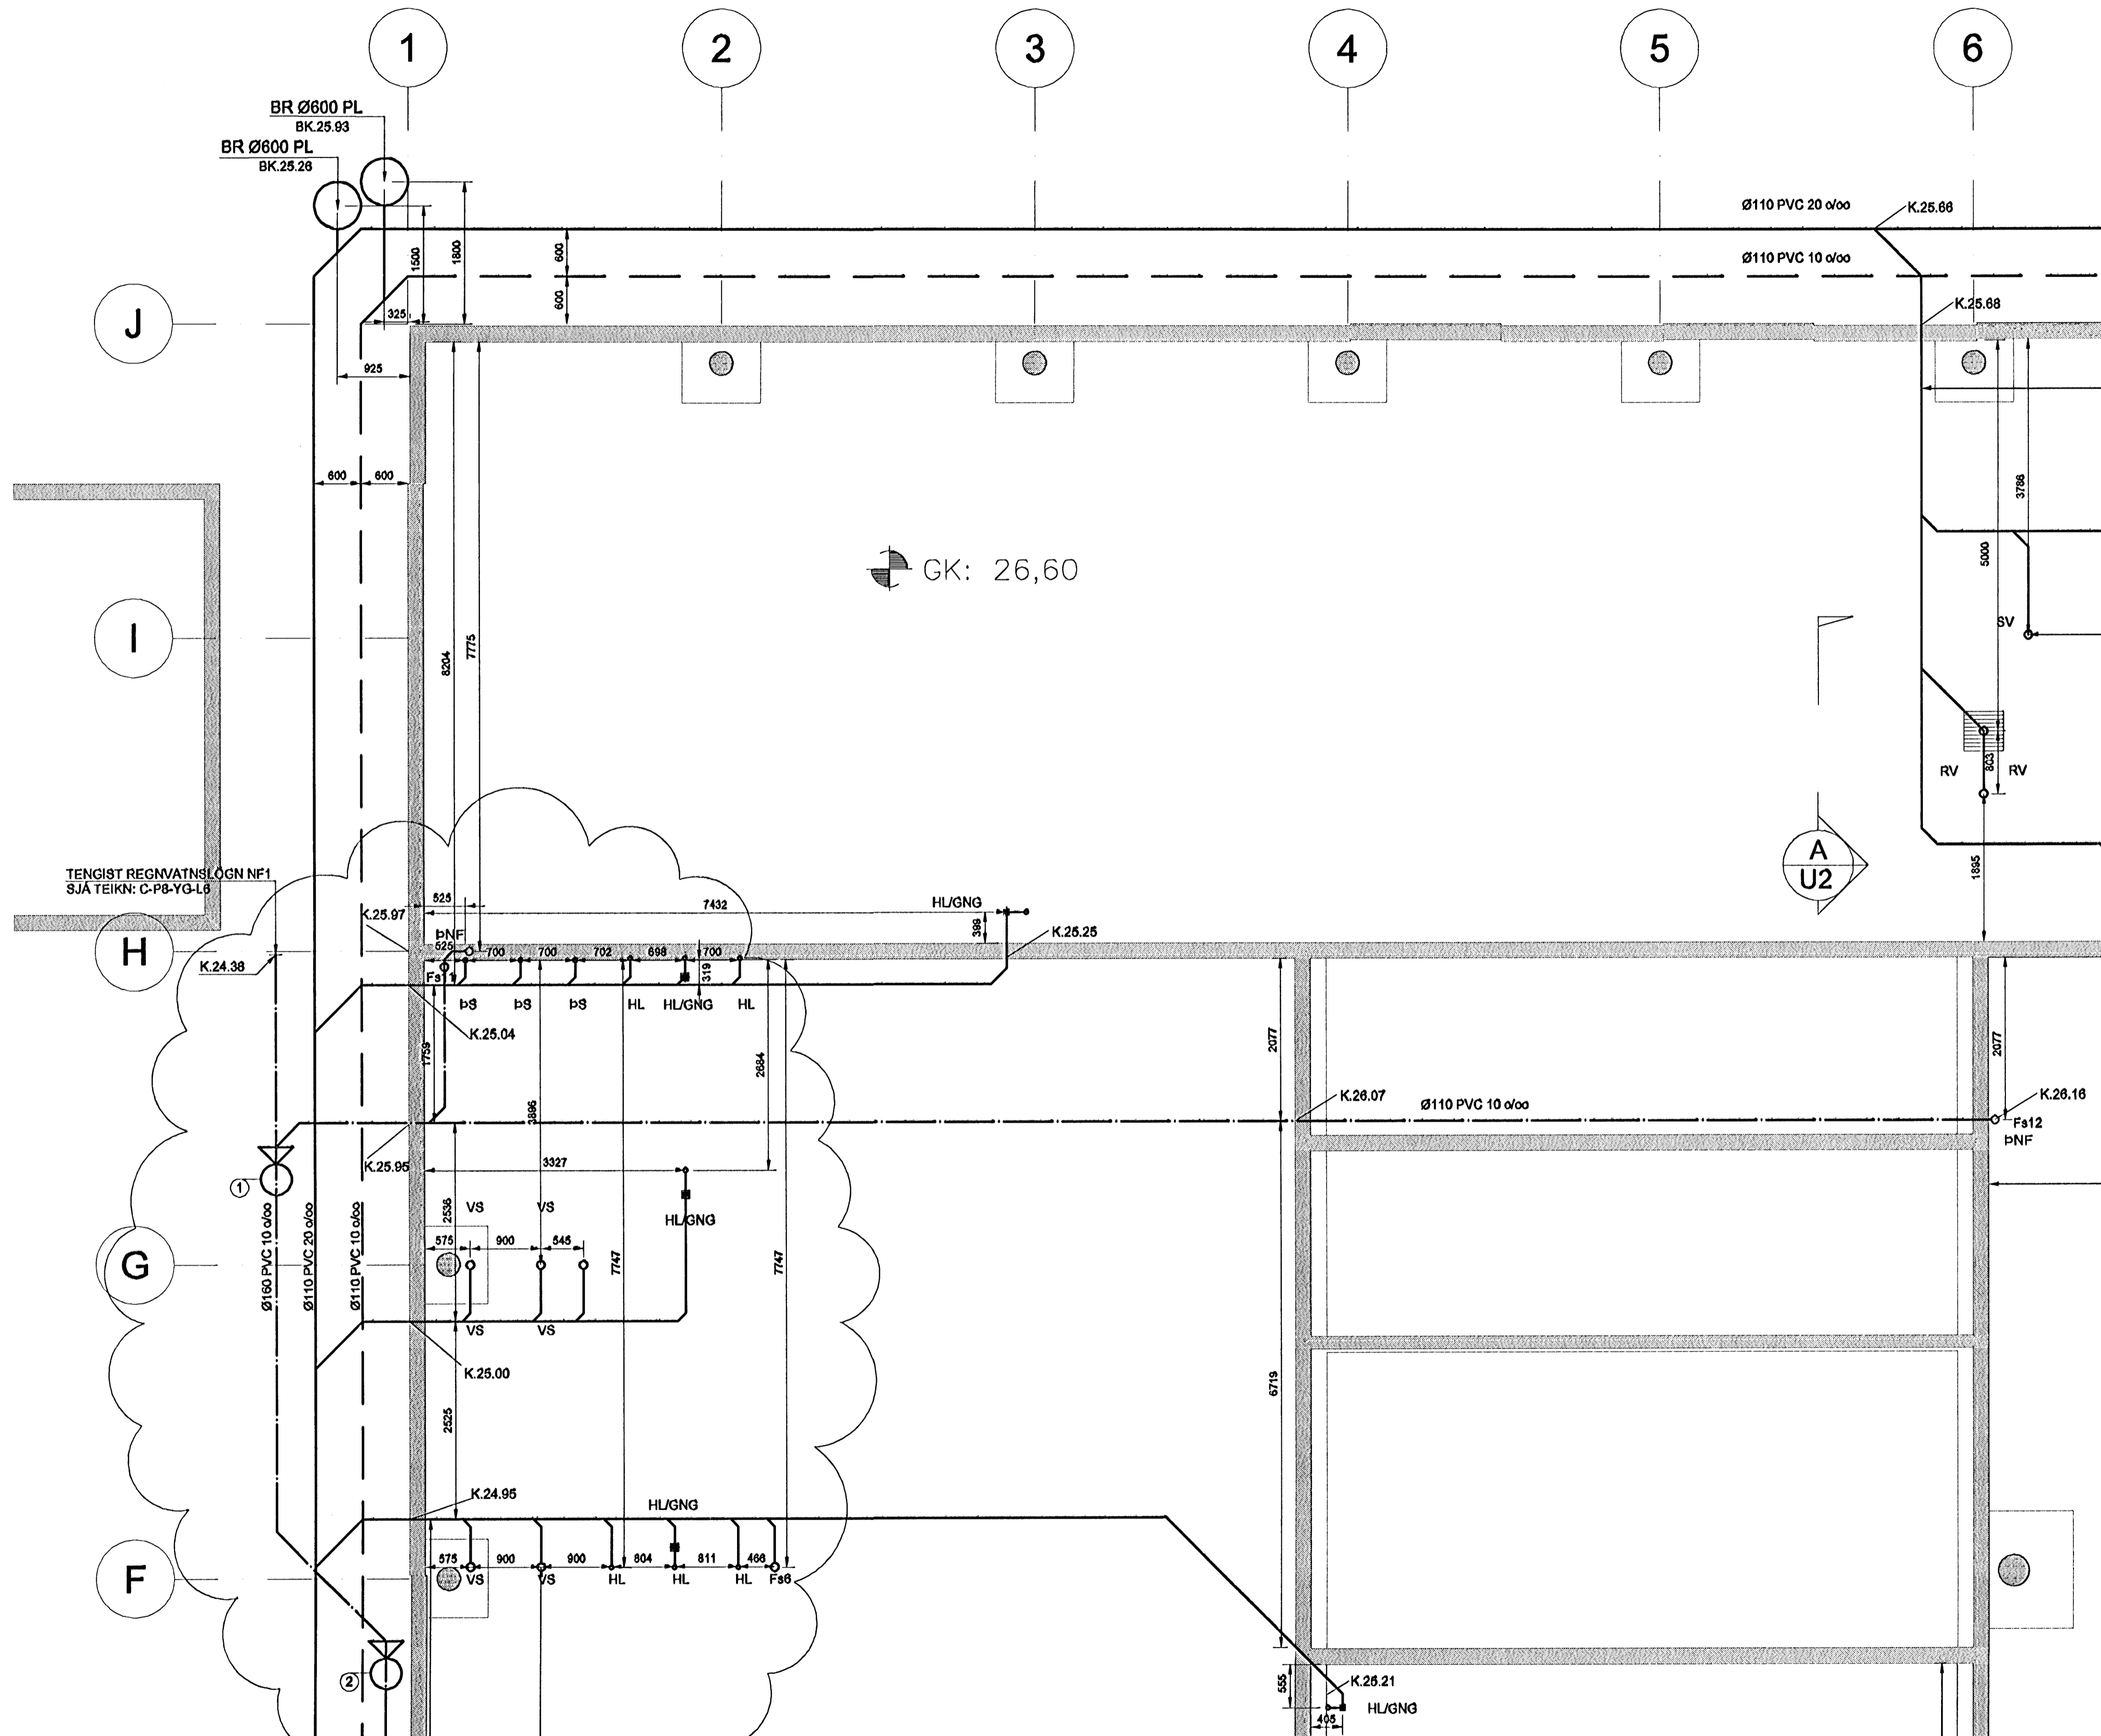 1
2
3
4
5
6
BR Ø600 PL
BK.25.93
BR Ø600 PL
BK.25.26
Ø110 PVC 20 o/oo
K.25.66
1500
1800
600
Ø110 PVC 10 o/oo
600
J
325
K.25.68
925
600
600
3786
5000
GK: 26,60
I
8204
7775
SV
RV
803
RV
A
U2
1895
TENGIST REGNVATNSLÖGN NF1
SJÁ TEIKN: C-P8-YG-L6
525
7432
HL/GNG
399
K.25.97
ÞNF
K.25.25
H
525
700
700
702
698
700
319
K.24.38
ÞS
ÞS
ÞS
HL
HL/GNG
HL
K.25.04
1759
2684
2077
2077
3896
K.26.07
Ø110 PVC 10 o/oo
K.26.16
Fs12
ÞNF
K.25.95
3327
1
2536
VS
VS
HL/GNG
575
900
545
G
Ø160 PVC 10 o/oo
Ø110 PVC 20 o/oo
Ø110 PVC 10 o/oo
7747
7747
VS
VS
K.25.00
6719
2525
K.24.95
HL/GNG
575
900
900
804
811
466
F
VS
VS
HL
HL
HL
Fs6
2
555
K.25.21
HL/GNG
405